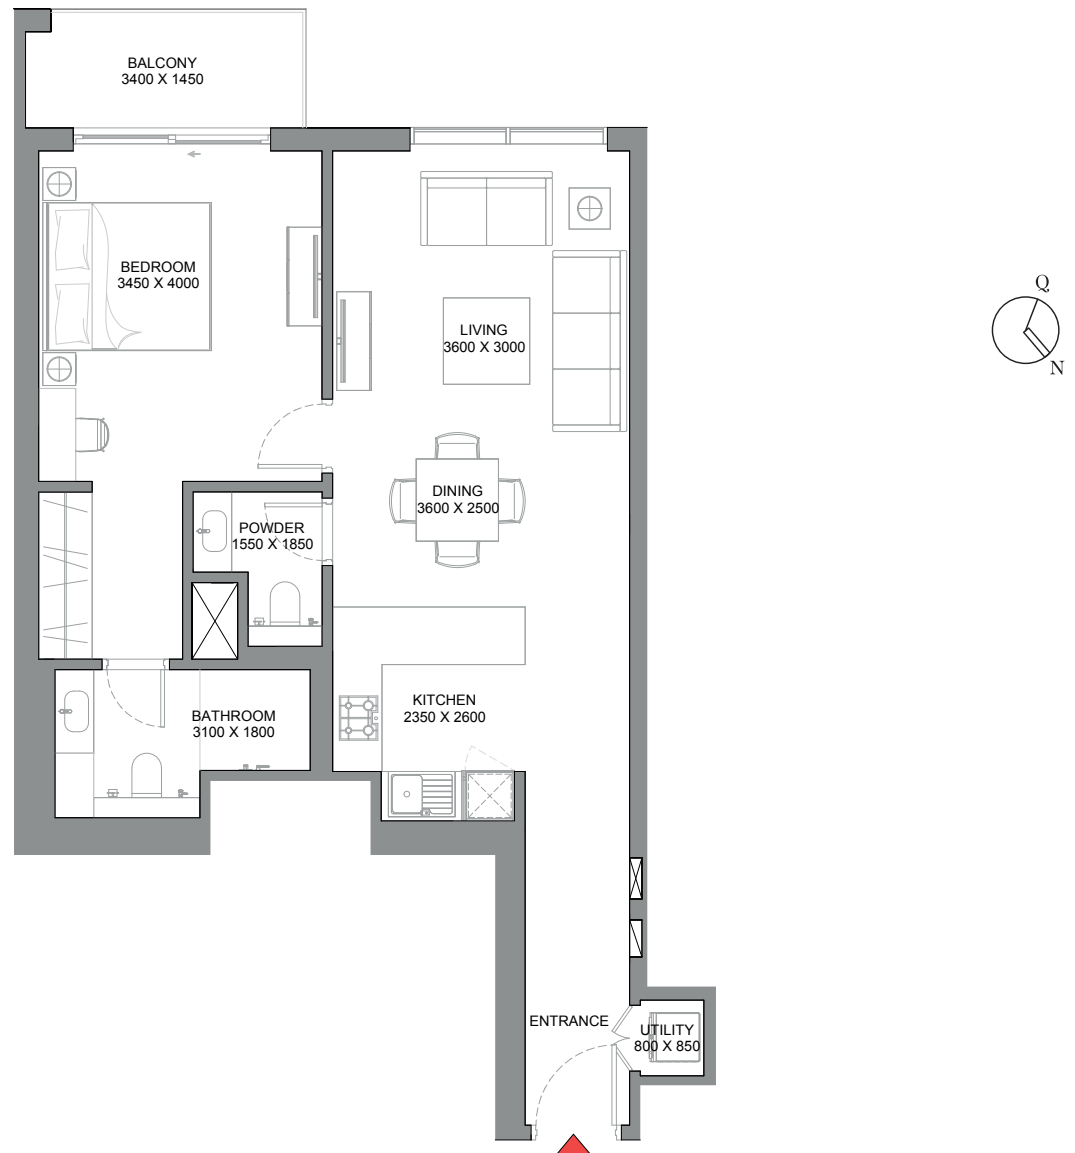 BALCONY
3400 X 1450
BEDROOM
3450 X 4000
LIVING
3600 X 3000
Q
N
DINING
3600 X 2500
POWDER
1550 X 1850
KITCHEN
2350 X 2600
BATHROOM
3100 X 1800
ENTRANCE
UTILITY
800 X 850